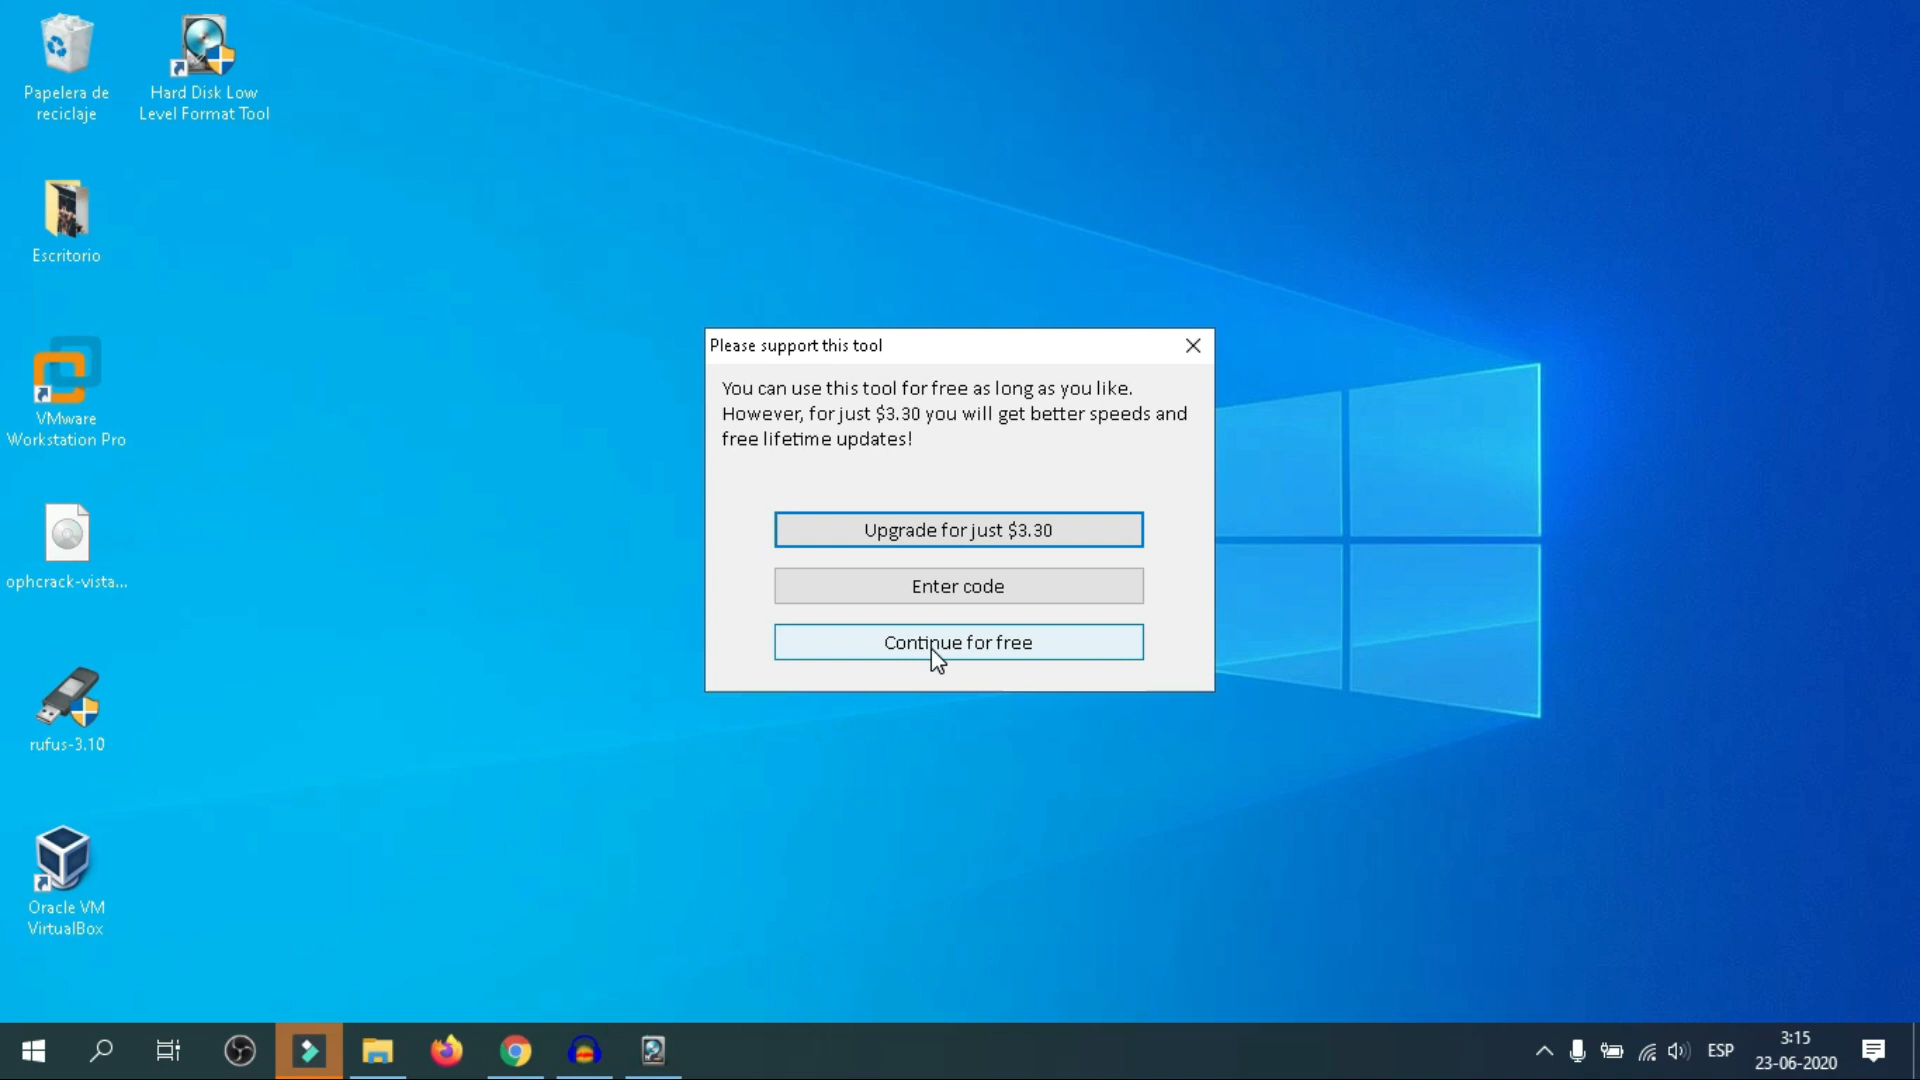 Papelera de
reciclaje
Hard Disk Low
Level Format Tool
Escritorio
VMware
Workstation Pro
ophcrack-vista...
rufus-3.10
Oracle VM
VirtualBox
Please support this tool
You can use this tool for free as long as you like.
However, for just $3.30 you will get better speeds and
free lifetime updates!
Upgrade for just $3.30
Enter code
Continue for free
ESP
3:15
23-06-2020